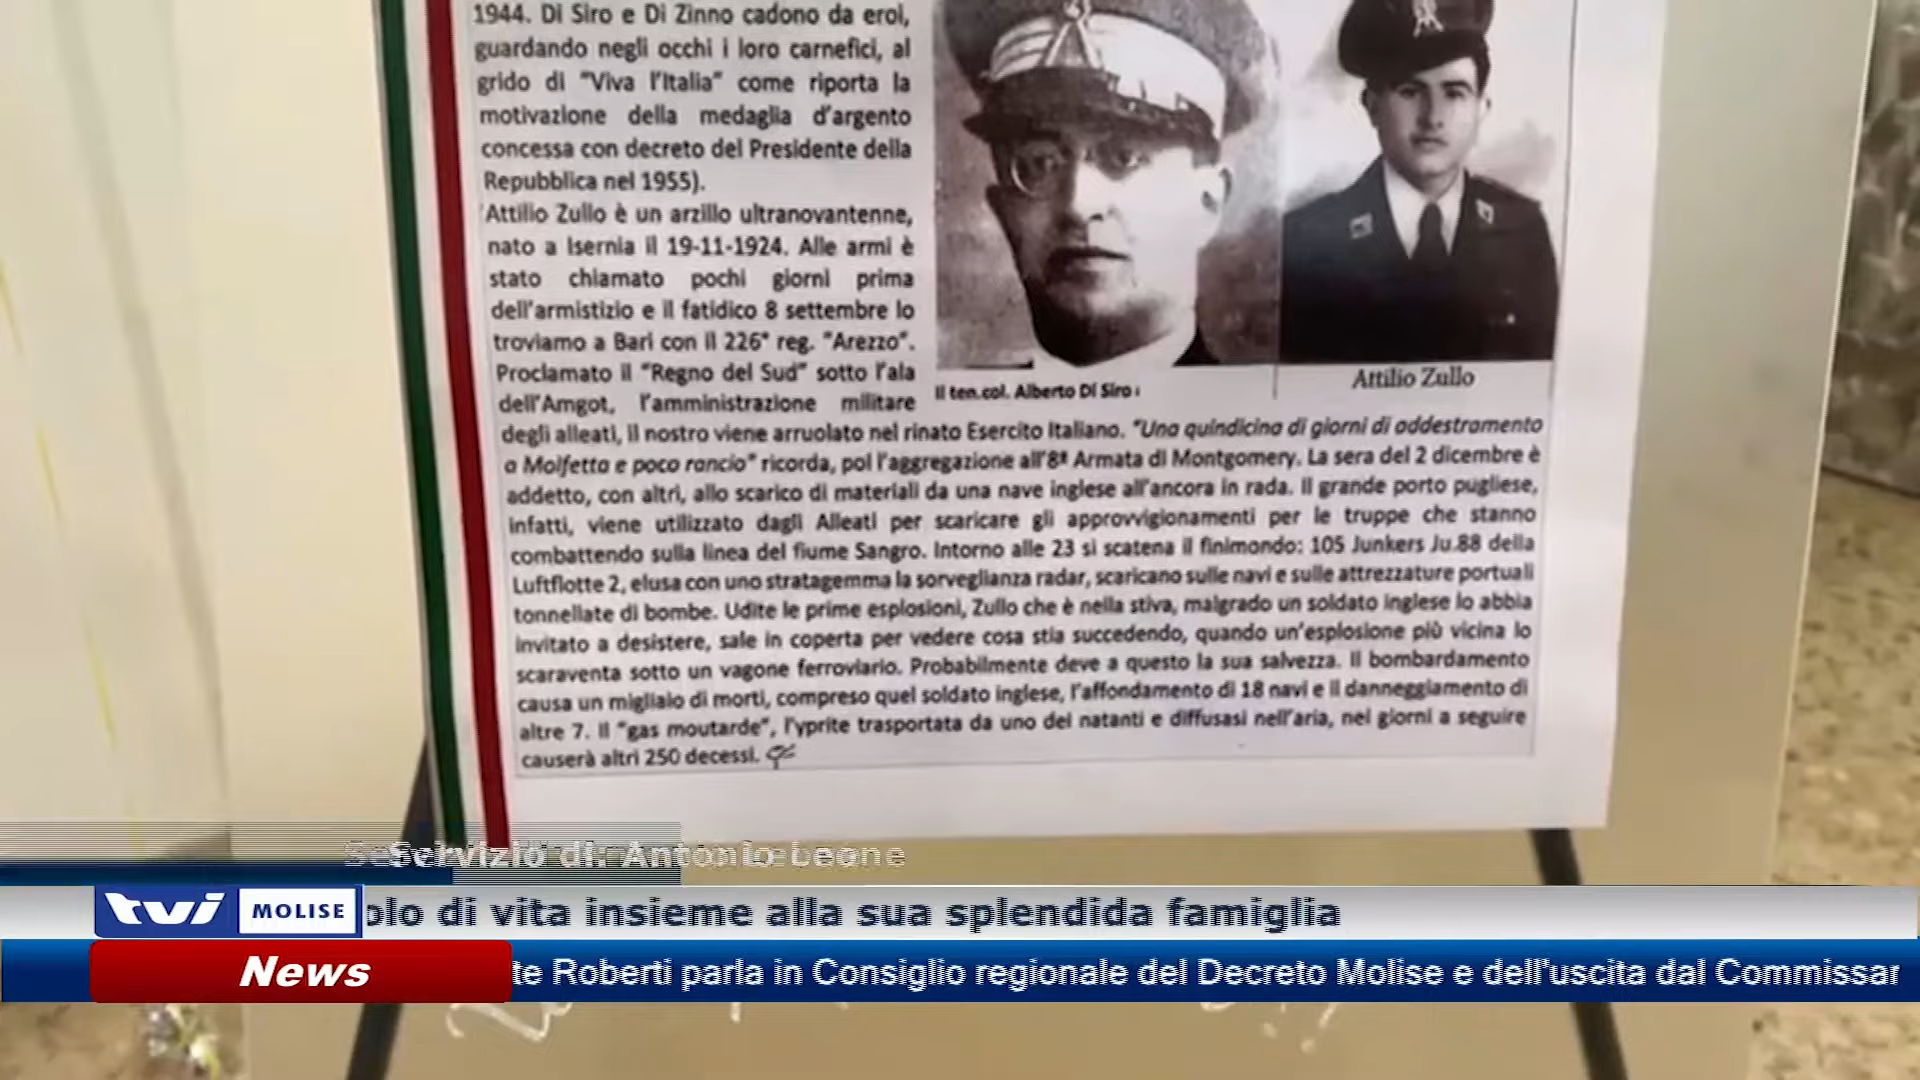 1944. Di Siro e Di Zinno cadono da eroi,
guardando negli occhi i loro carnefici, al
grido di "Viva l'Italia" come riporta la
motivazione della medaglia d'argento
concessa con decreto del Presidente della
Repubblica nel 1955).
Attilio Zullo è un arzillo ultranovantenne,
nato a Isernia il 19-11-1924. Alle armi è
stato chiamato pochi giorni prima
dell'armistizio e il fatidico 8 settembre lo
troviamo a Bari con il 226° reg. "Arezzo".
Proclamato il "Regno del Sud" sotto l'ala
dell'Amgot, l'amministrazione militare
Il ten.col. Alberto Di Siro
Attilio Zullo
degli alleati, il nostro viene arruolato nel rinato Esercito Italiano. "Una quindicina di giorni di addestramento
a Molfetta e poco rancio" ricorda, poi l'aggregazione all'8ª Armata di Montgomery. La sera del 2 dicembre è
addetto, con altri, allo scarico di materiali da una nave inglese all'ancora in rada. Il grande porto pugliese,
infatti, viene utilizzato dagli Alleati per scaricare gli approvvigionamenti per le truppe che stanno
combattendo sulla linea del fiume Sangro. Intorno alle 23 si scatena il finimondo: 105 Junkers Ju.88 della
Luftflotte 2, elusa con uno stratagemma la sorveglianza radar, scaricano sulle navi e sulle attrezzature portuali
tonnellate di bombe. Udite le prime esplosioni, Zullo che è nella stiva, malgrado un soldato inglese lo abbia
invitato a desistere, sale in coperta per vedere cosa stia succedendo, quando un'esplosione più vicina lo
scaraventa sotto un vagone ferroviario. Probabilmente deve a questo la sua salvezza. Il bombardamento
causa un migliaio di morti, compreso quel soldato inglese, l'affondamento di 18 navi e il danneggiamento di
altre 7. Il "gas moutarde", l'yprite trasportata da uno dei natanti e diffusasi nell'aria, nei giorni a seguire
causerà altri 250 decessi.
Servizio di: Antonio Leone
tvi MOLISE olo di vita insieme alla sua splendida famiglia
News te Roberti parla in Consiglio regionale del Decreto Molise e dell'uscita dal Commissar